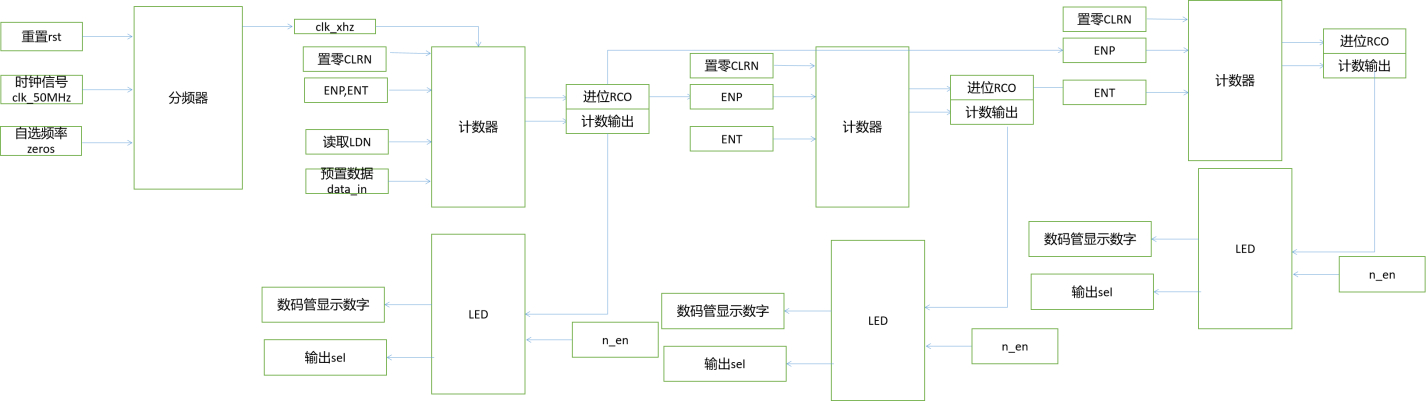 重置rst
时钟信号
clk_50MHz
自选频率
zeros
分频器
clk_xhz
置零CLRN
ENP,ENT
读取LDN
预置数据
data_in
计数器
进位RCO
计数输出
置零CLRN
ENP
ENT
计数器
进位RCO
计数输出
置零CLRN
ENP
ENT
计数器
进位RCO
计数输出
数码管显示数字
输出sel
LED
n_en
数码管显示数字
输出sel
LED
n_en
数码管显示数字
输出sel
LED
n_en